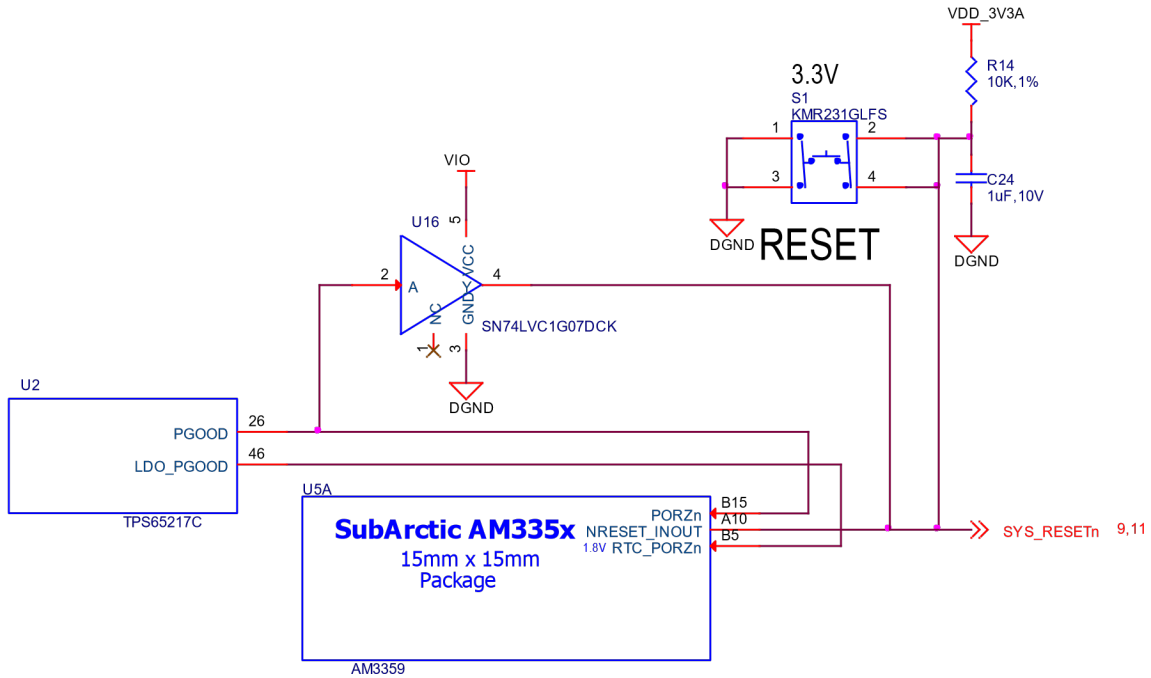 VDD_3V3A
R14
10K,1%
3.3V
S1
KMR231GLFS
1
2
3
4
C24
1uF,10V
DGND
RESET
DGND
VIO
U16
5
VCC
2
A
Y
4
NC
GND
SN74LVC1G07DCK
1
3
DGND
U2
PGOOD
26
LDO_PGOOD
46
TPS65217C
U5A
SubArctic AM335x
15mm x 15mm
Package
PORZn
B15
NRESET_INOUT
A10
1.8V RTC_PORZn
B5
AM3359
SYS_RESETn 9,11